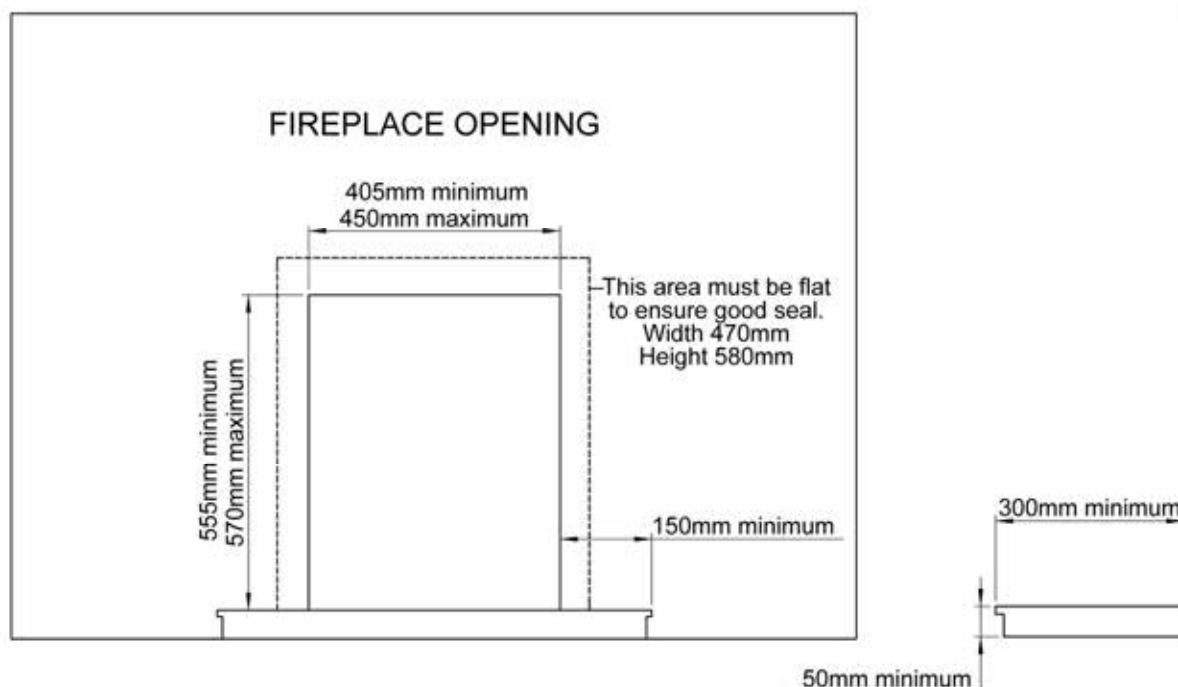 FIREPLACE OPENING
405mm minimum
450mm maximum
This area must be flat
to ensure good seal.
Width 470mm
Height 580mm
555mm minimum
570mm maximum
150mm minimum
300mm minimum
50mm minimum